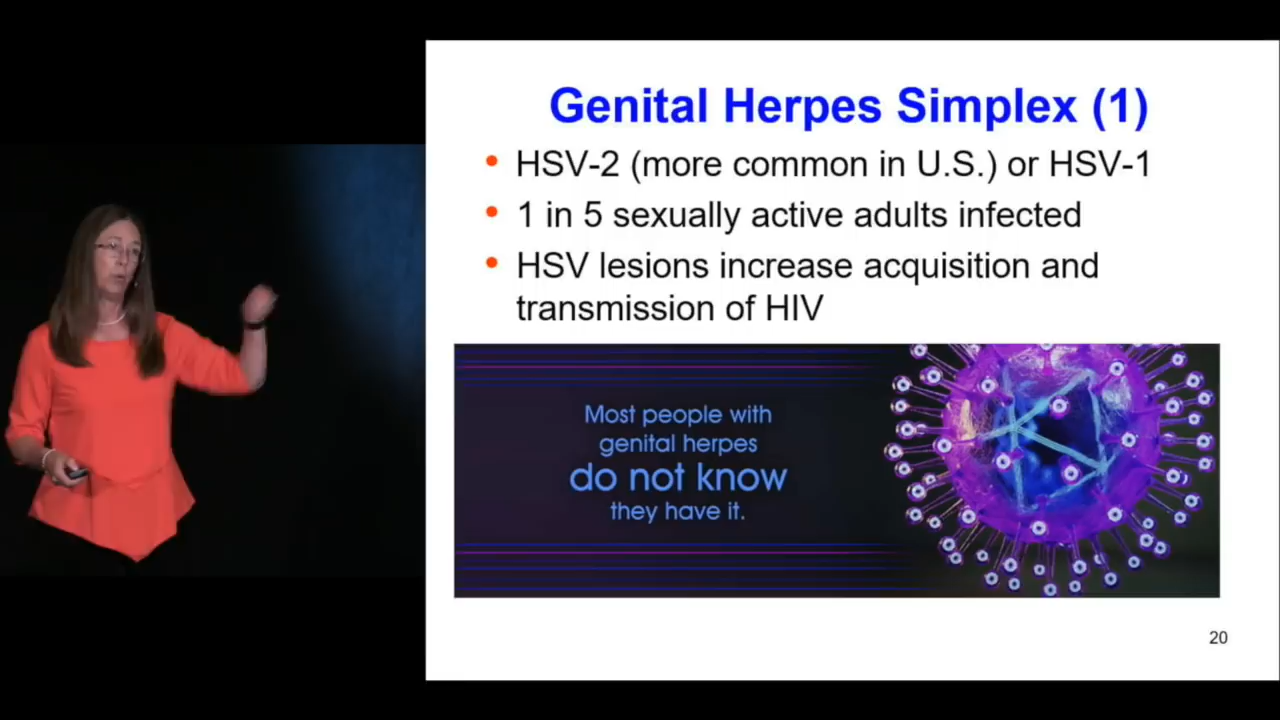 Genital Herpes Simplex (1)
• HSV-2 (more common in U.S.) or HSV-1
• 1 in 5 sexually active adults infected
• HSV lesions increase acquisition and
transmission of HIV
Most people with
genital herpes
do not know
they have it.
20